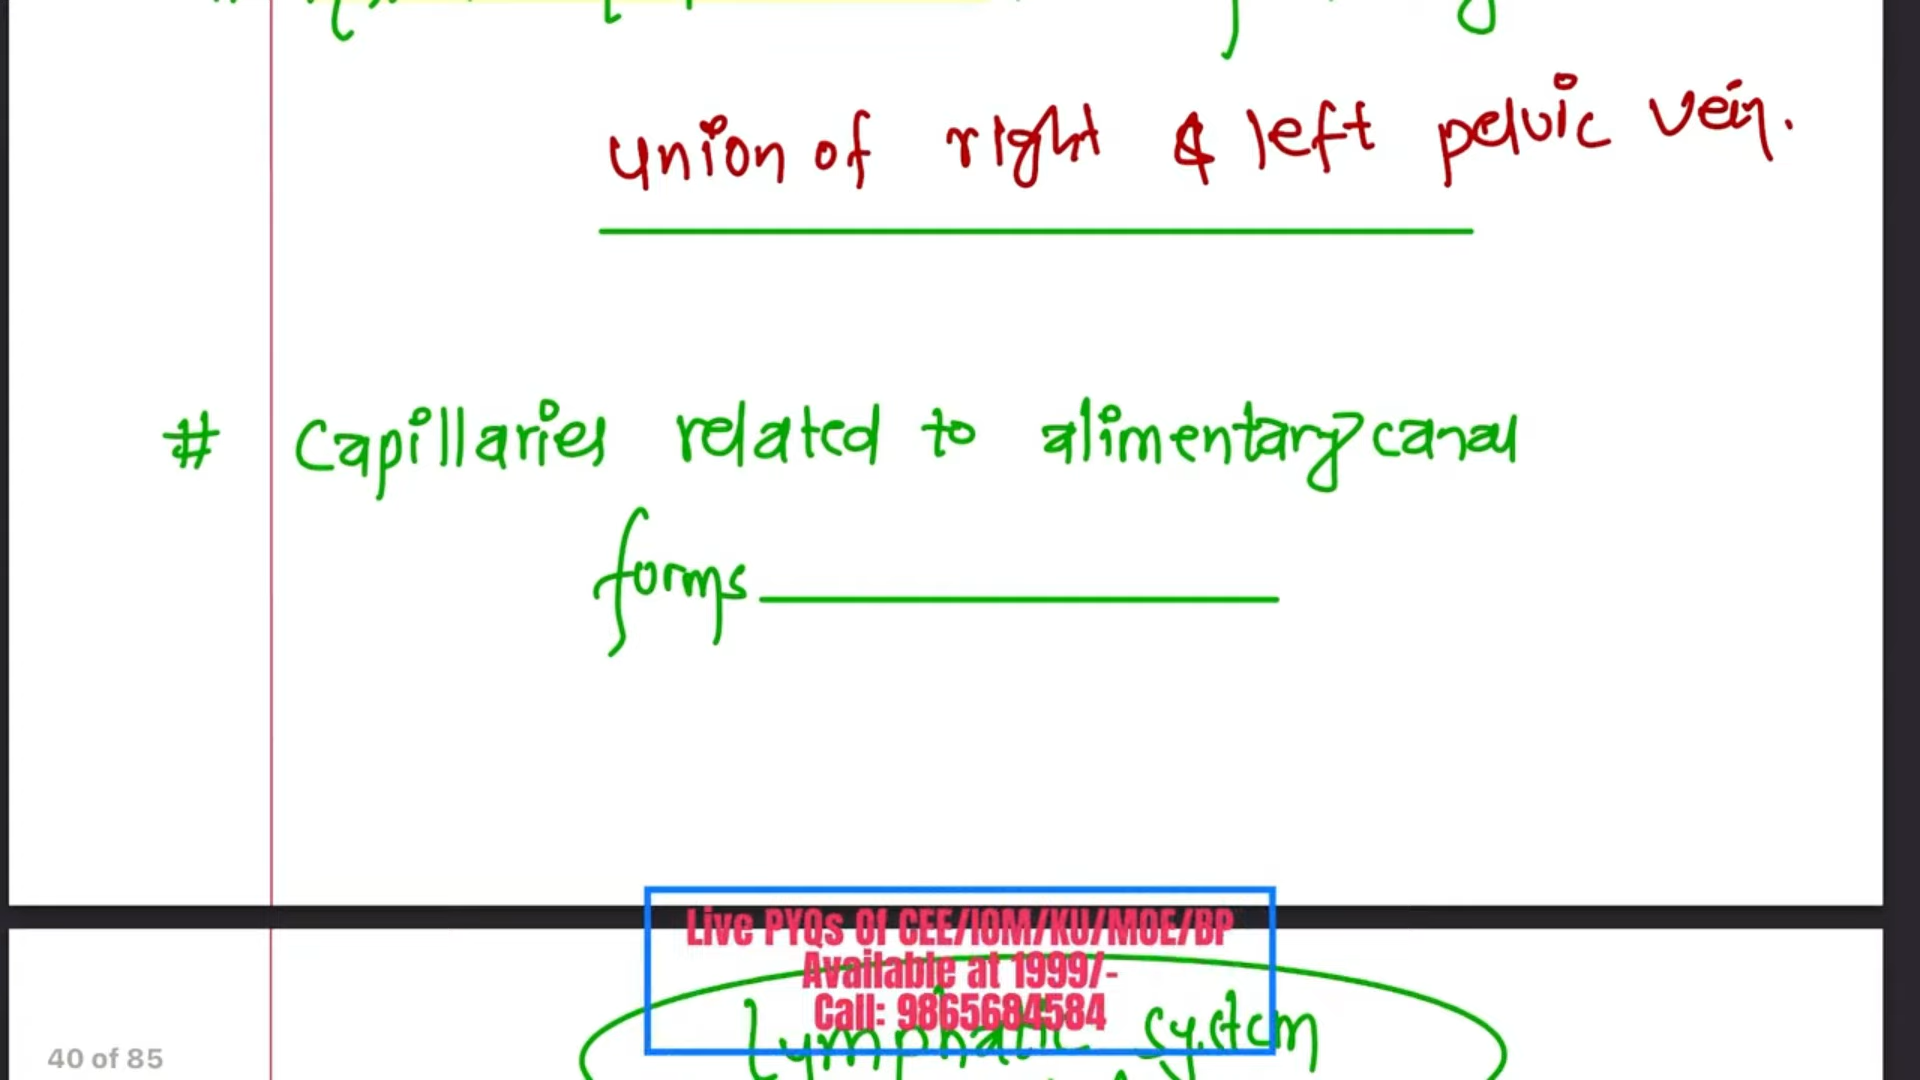 union of right & left pelvic vein.
# Capillaries related to alimentary canal
forms
Live PYQs Of CEE/IOM/KU/MOE/BP
Available at 1999/-
Call: 9865684584
Lymphatic system
40 of 85